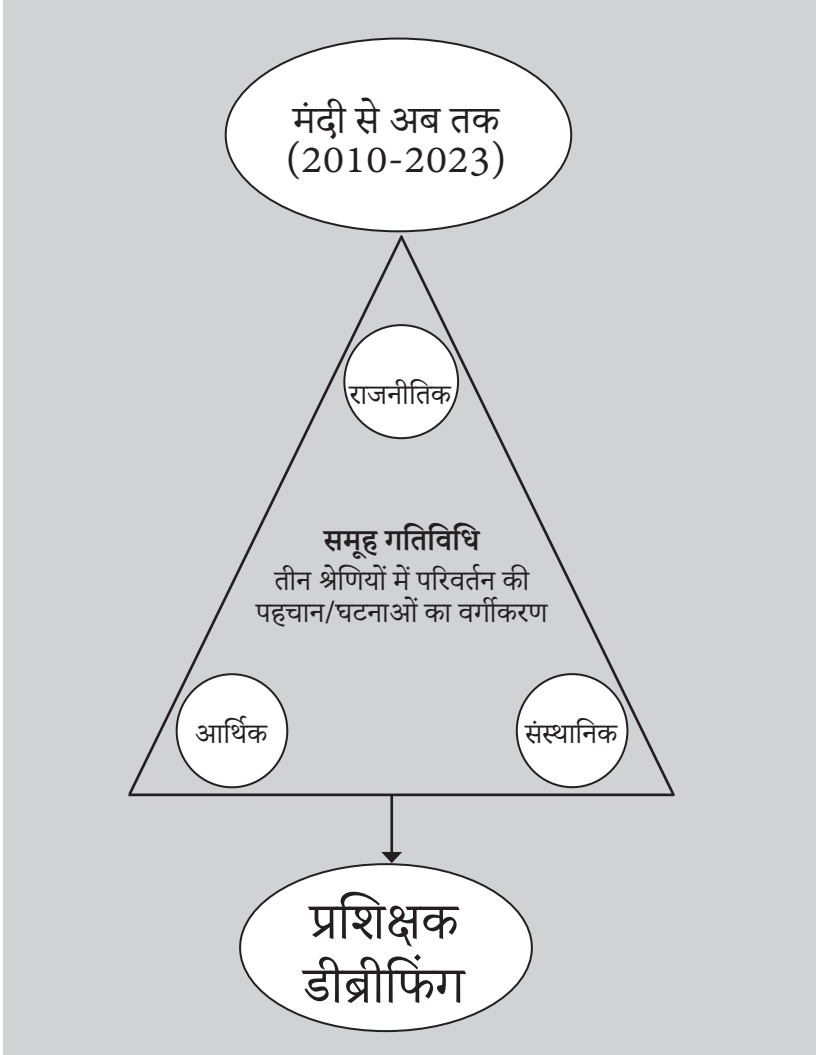 मंदी से अब तक
(2010-2023)
राजनीतिक
समूह गतिविधि
तीन श्रेणियों में परिवर्तन की
पहचान/घटनाओं का वर्गीकरण
आर्थिक
संस्थानिक
प्रशिक्षक
डीब्रीफिंग